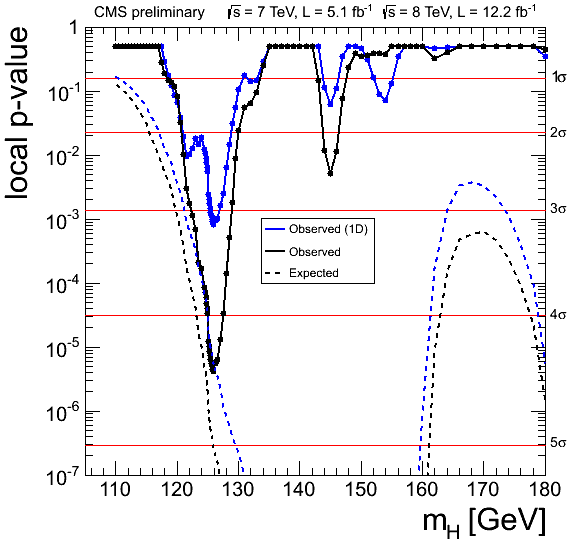 CMS preliminary √s = 7 TeV, L = 5.1 fb⁻¹ √s = 8 TeV, L = 12.2 fb⁻¹
local p-value
1
10⁻¹
10⁻²
10⁻³
10⁻⁴
10⁻⁵
10⁻⁶
10⁻⁷
1σ
2σ
3σ
4σ
5σ
Observed (1D)
Observed
Expected
110 120 130 140 150 160 170 180
m_H [GeV]